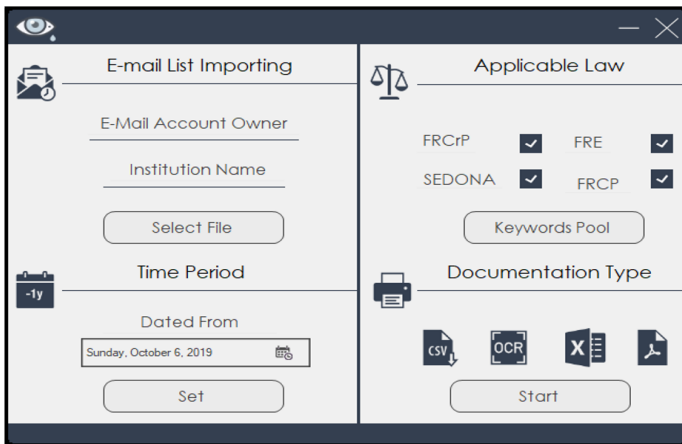 E-mail List Importing
E-Mail Account Owner
Institution Name
Select File
Applicable Law
FRCrP
FRE
SEDONA
FRCP
Keywords Pool
Time Period
-1y
Dated From
Sunday, October 6, 2019
Set
Documentation Type
CSV
OCR
X
Start